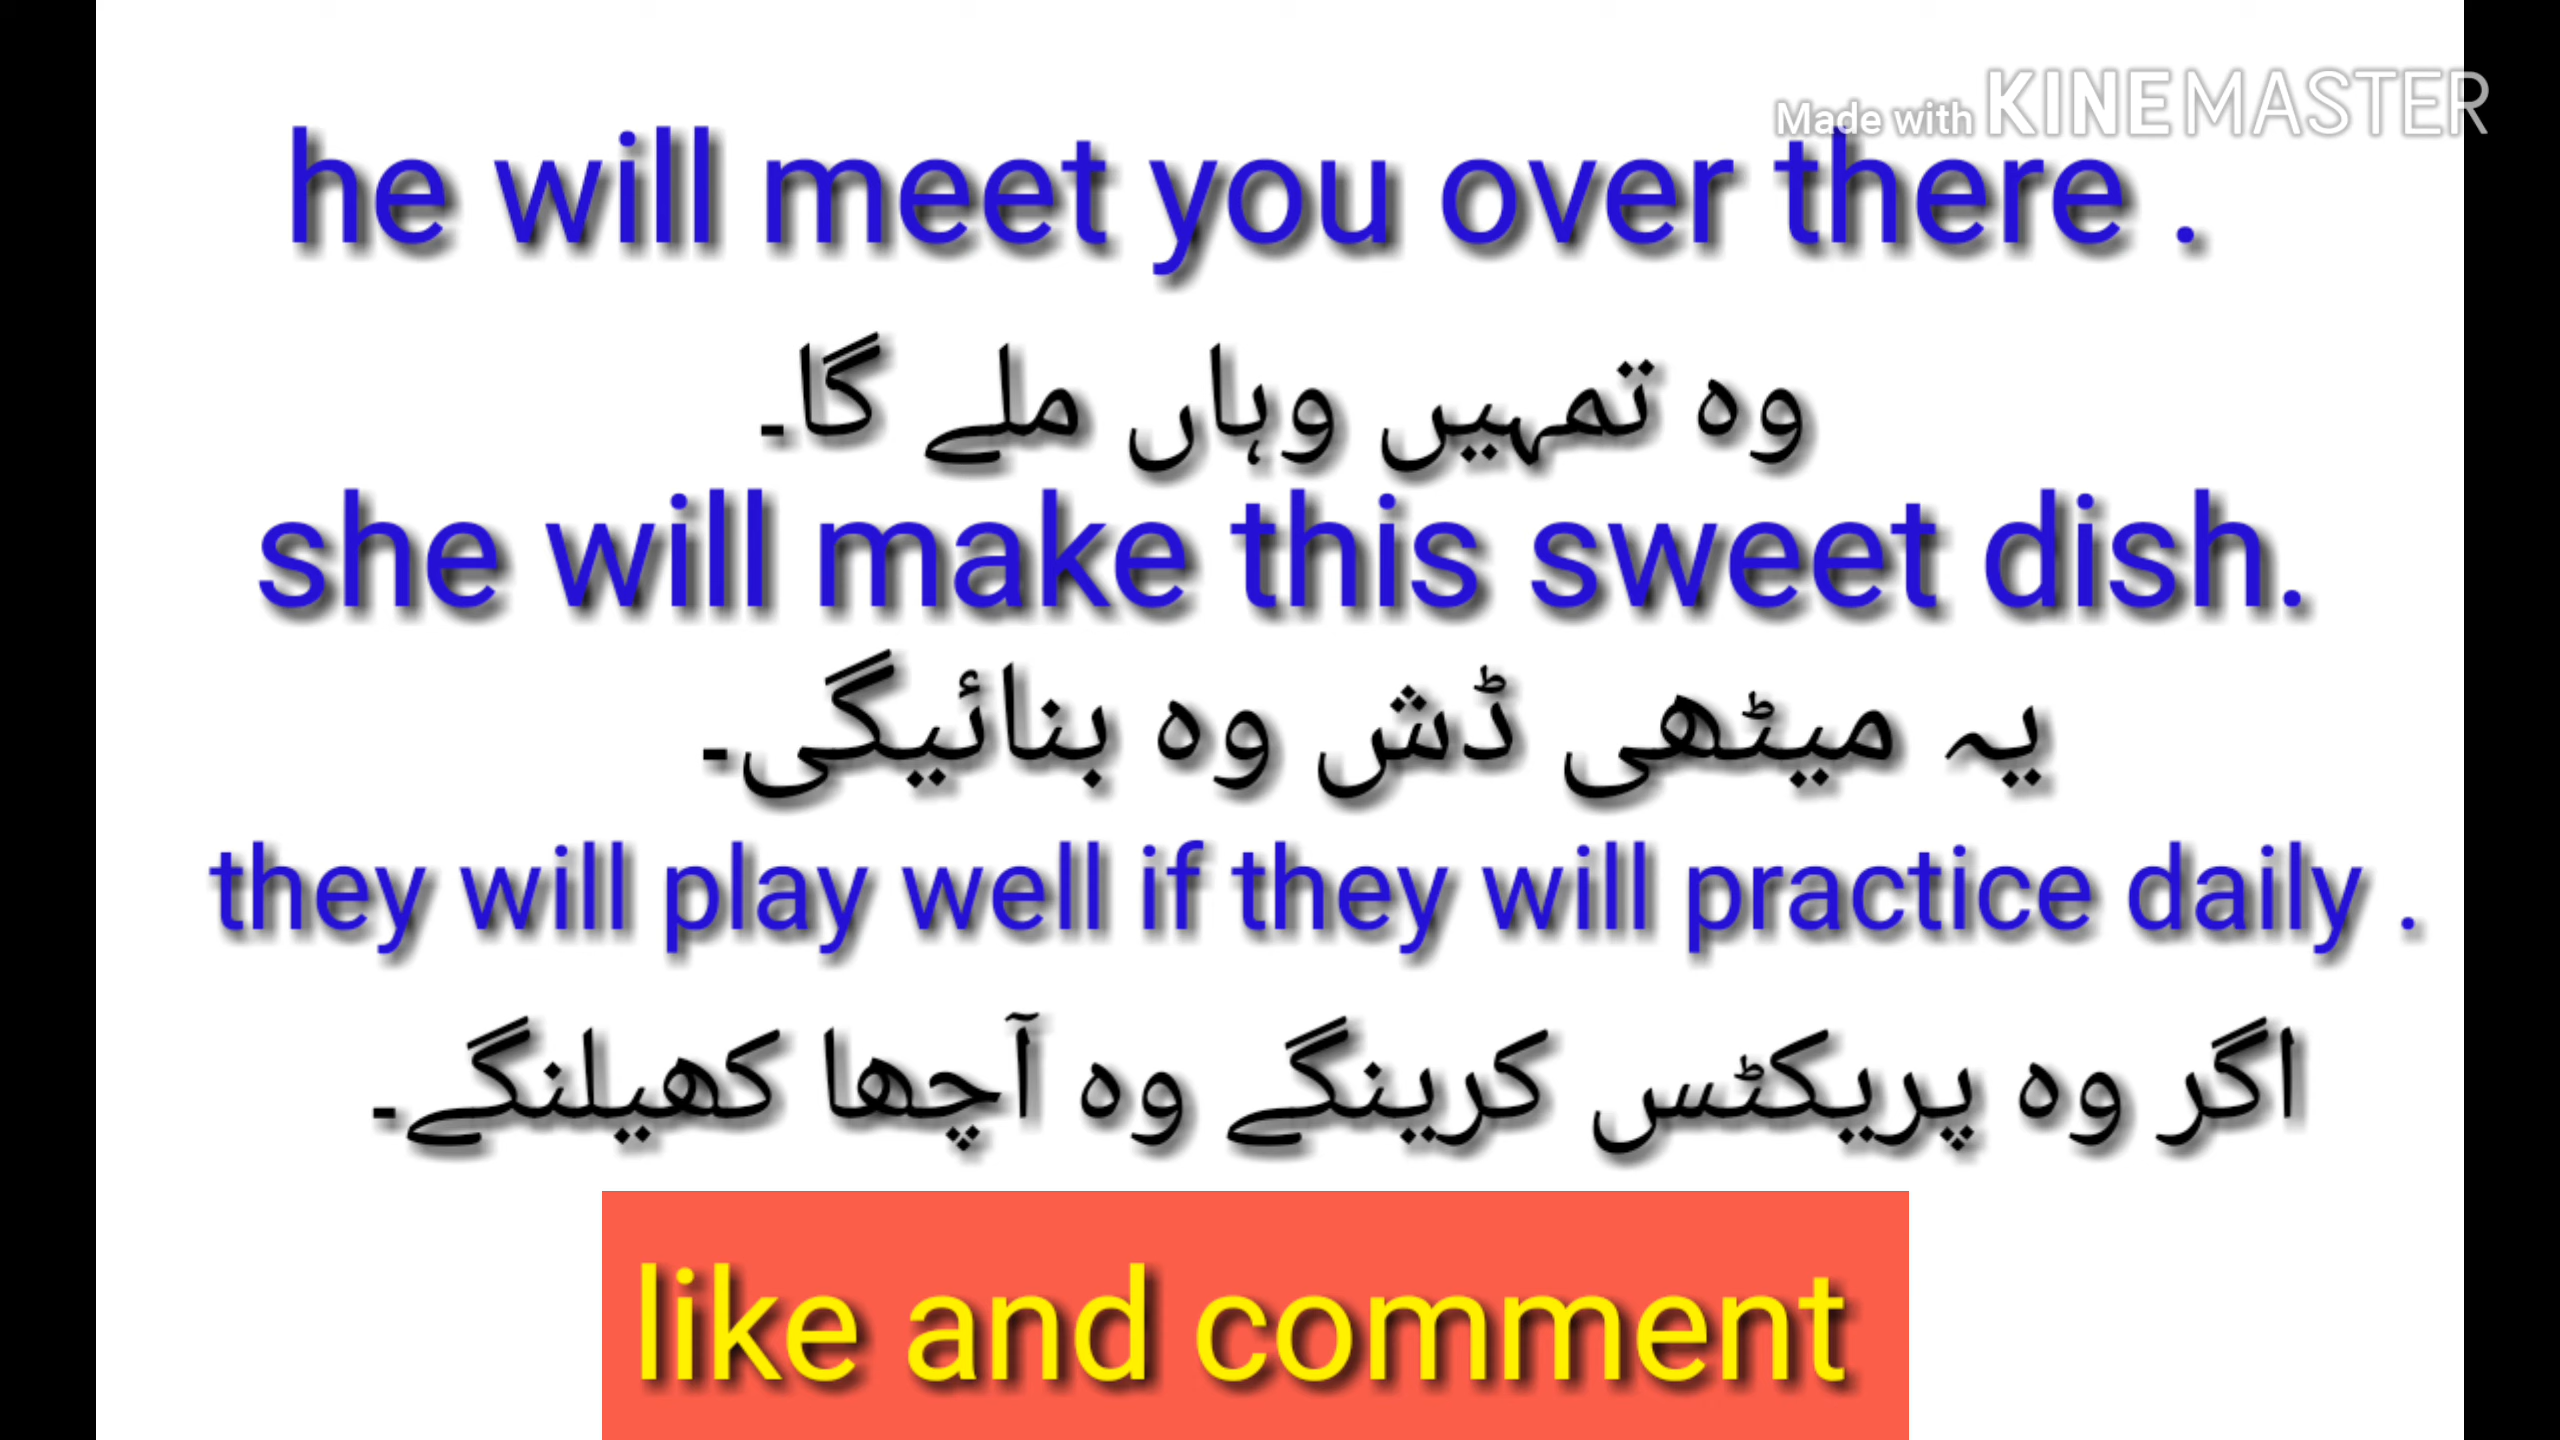 Made with KINEMASTER
he will meet you over there .
وہ تمہیں وہاں ملے گا۔
she will make this sweet dish.
یہ میٹھی ڈش وہ بنائیگی۔
they will play well if they will practice daily .
اگر وہ پریکٹس کرینگے وہ آچھا کھیلنگے۔
like and comment